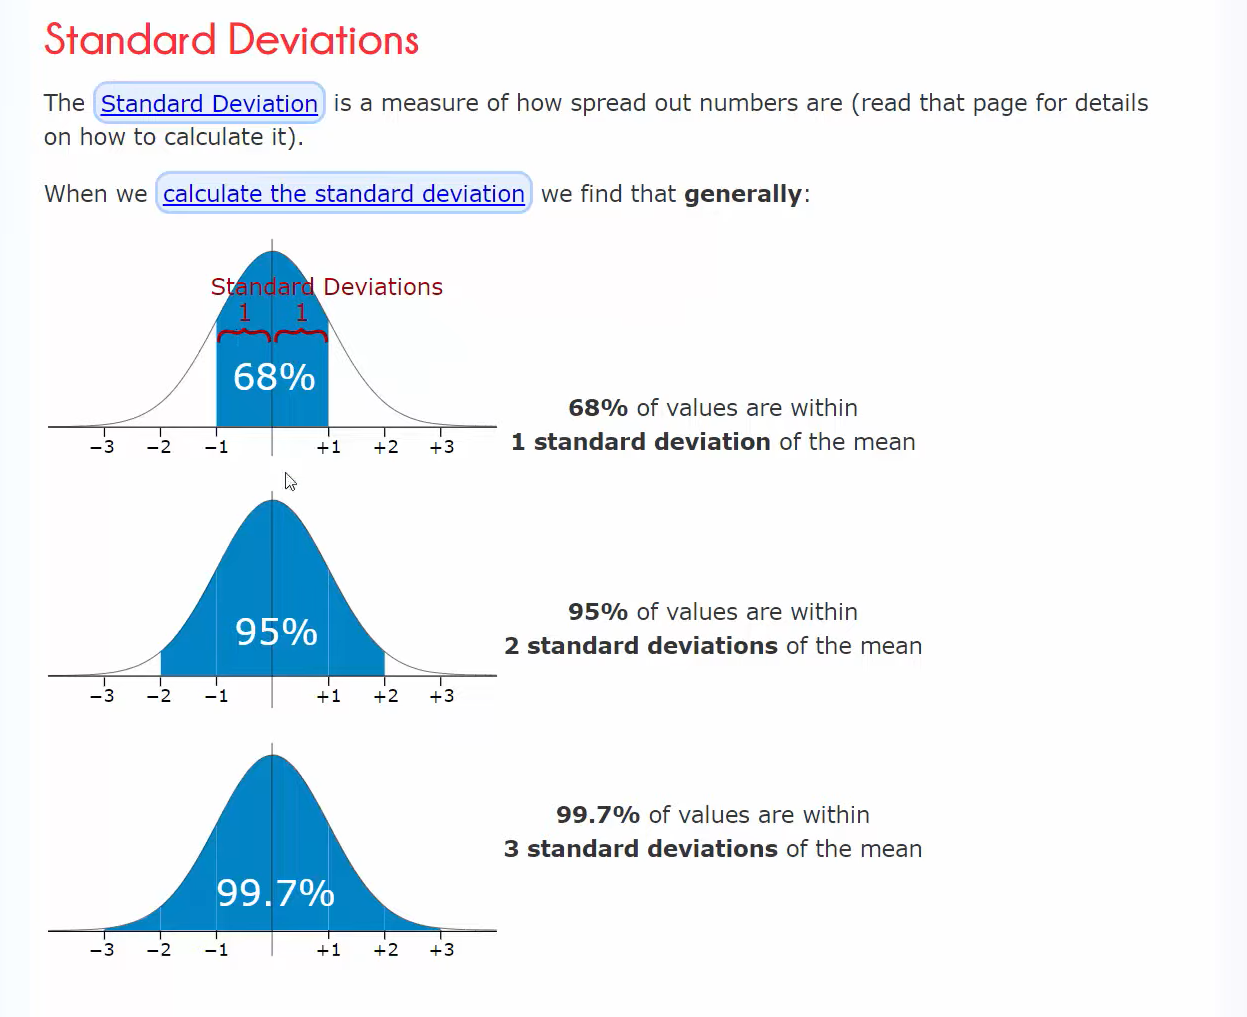 Standard Deviations
The Standard Deviation is a measure of how spread out numbers are (read that page for details
on how to calculate it).
When we calculate the standard deviation we find that generally:
Standard Deviations
1 1
68%
−3 −2 −1 +1 +2 +3
68% of values are within
1 standard deviation of the mean
95%
−3 −2 −1 +1 +2 +3
95% of values are within
2 standard deviations of the mean
99.7%
−3 −2 −1 +1 +2 +3
99.7% of values are within
3 standard deviations of the mean